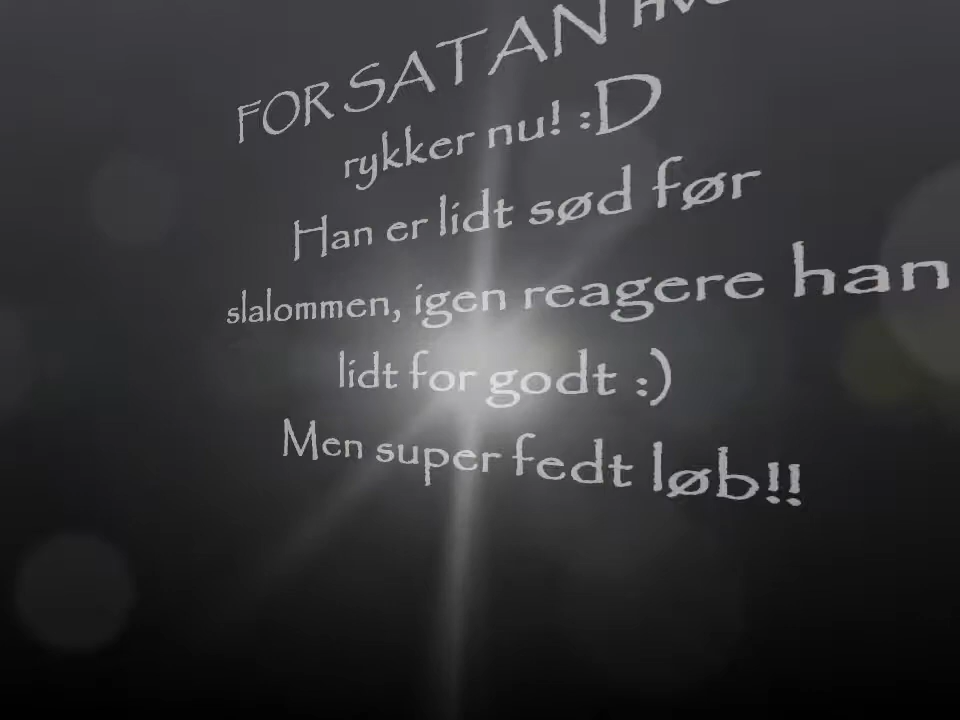 FOR SATAN
rykker nu! :D
Han er lidt sød før
slalommen, igen reagere han
lidt for godt :)
Men super fedt løb!!